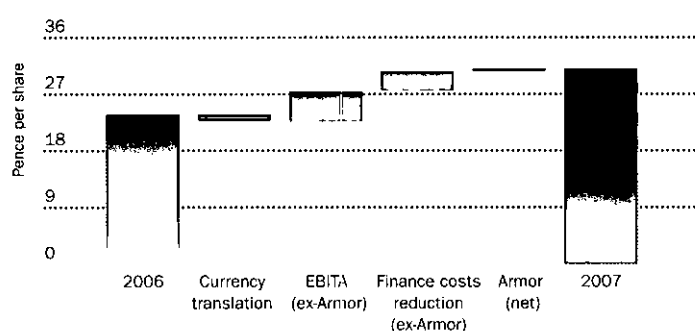 36
27
18
9
0
Pence per share
2006
Currency
translation
EBITA
(ex-Armor)
Finance costs
reduction
(ex-Armor)
Armor
(net)
2007